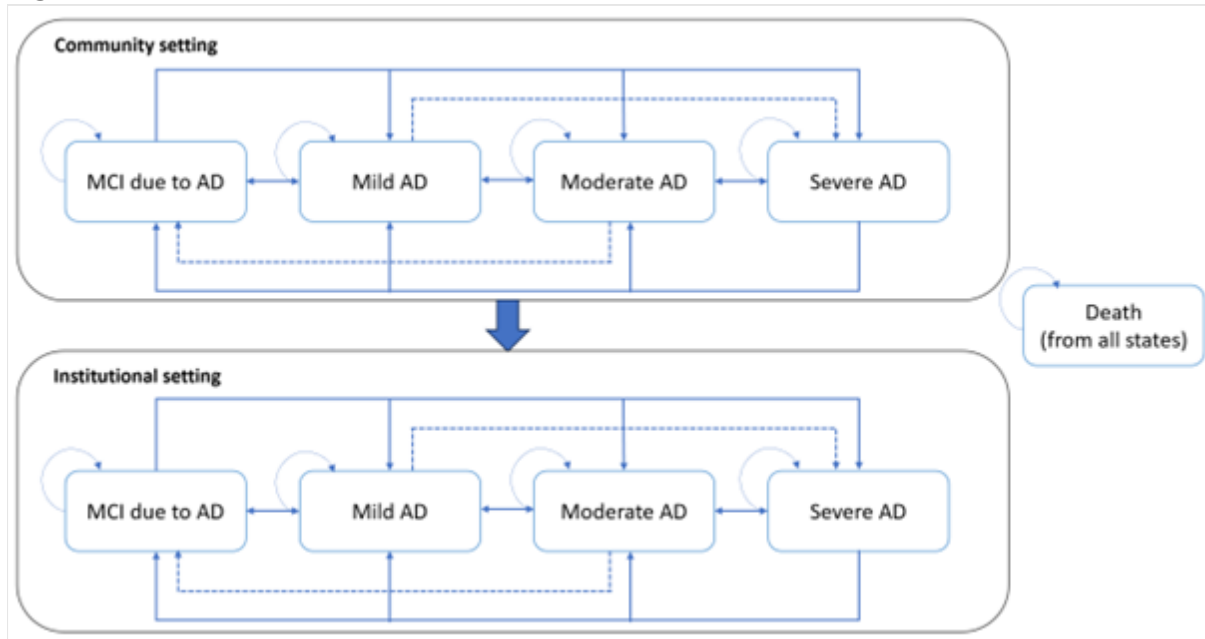 Community setting
MCI due to AD
Mild AD
Moderate AD
Severe AD
Death
(from all states)
Institutional setting
MCI due to AD
Mild AD
Moderate AD
Severe AD